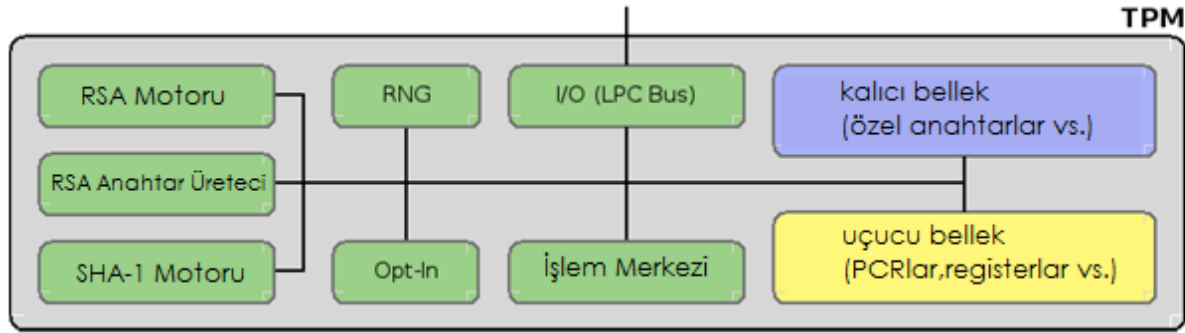 TPM
RSA Motoru
RNG
I/O (LPC Bus)
kalıcı bellek
(özel anahtarlar vs.)
RSA Anahtar Üreteci
SHA-1 Motoru
Opt-In
İşlem Merkezi
uçucu bellek
(PCRlar,registerlar vs.)